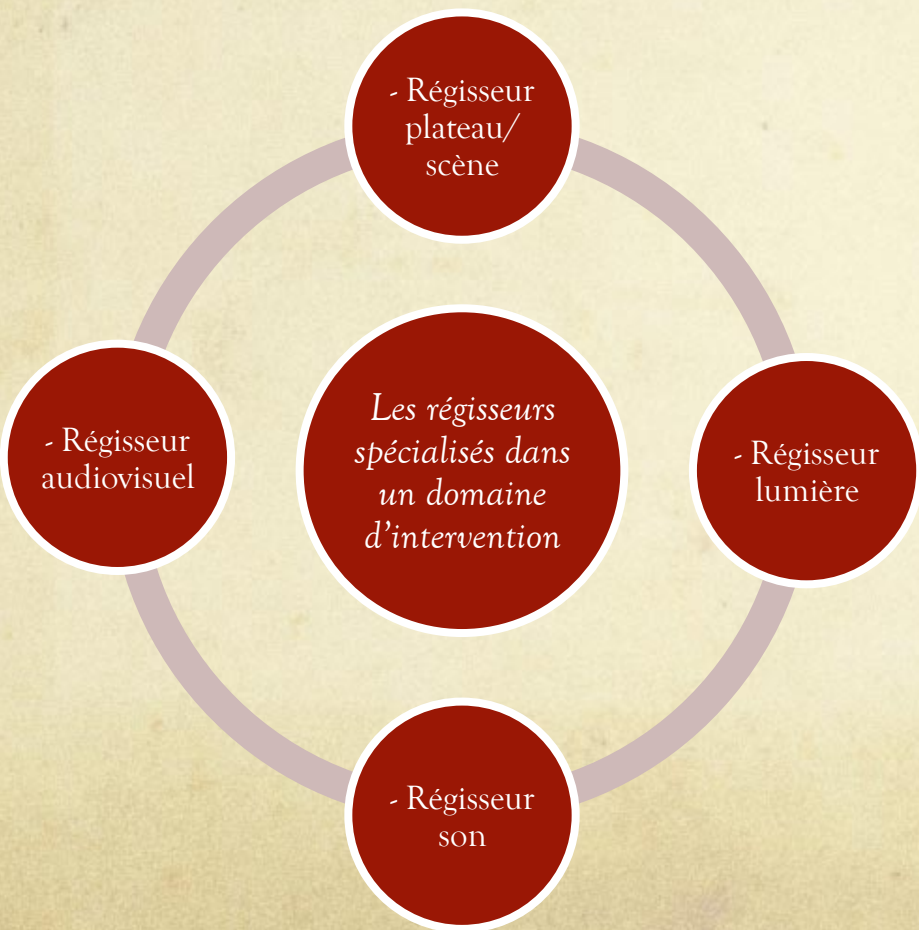 - Régisseur
plateau/
scène
- Régisseur
audiovisuel
Les régisseurs
spécialisés dans
un domaine
d’intervention
- Régisseur
lumière
- Régisseur
son